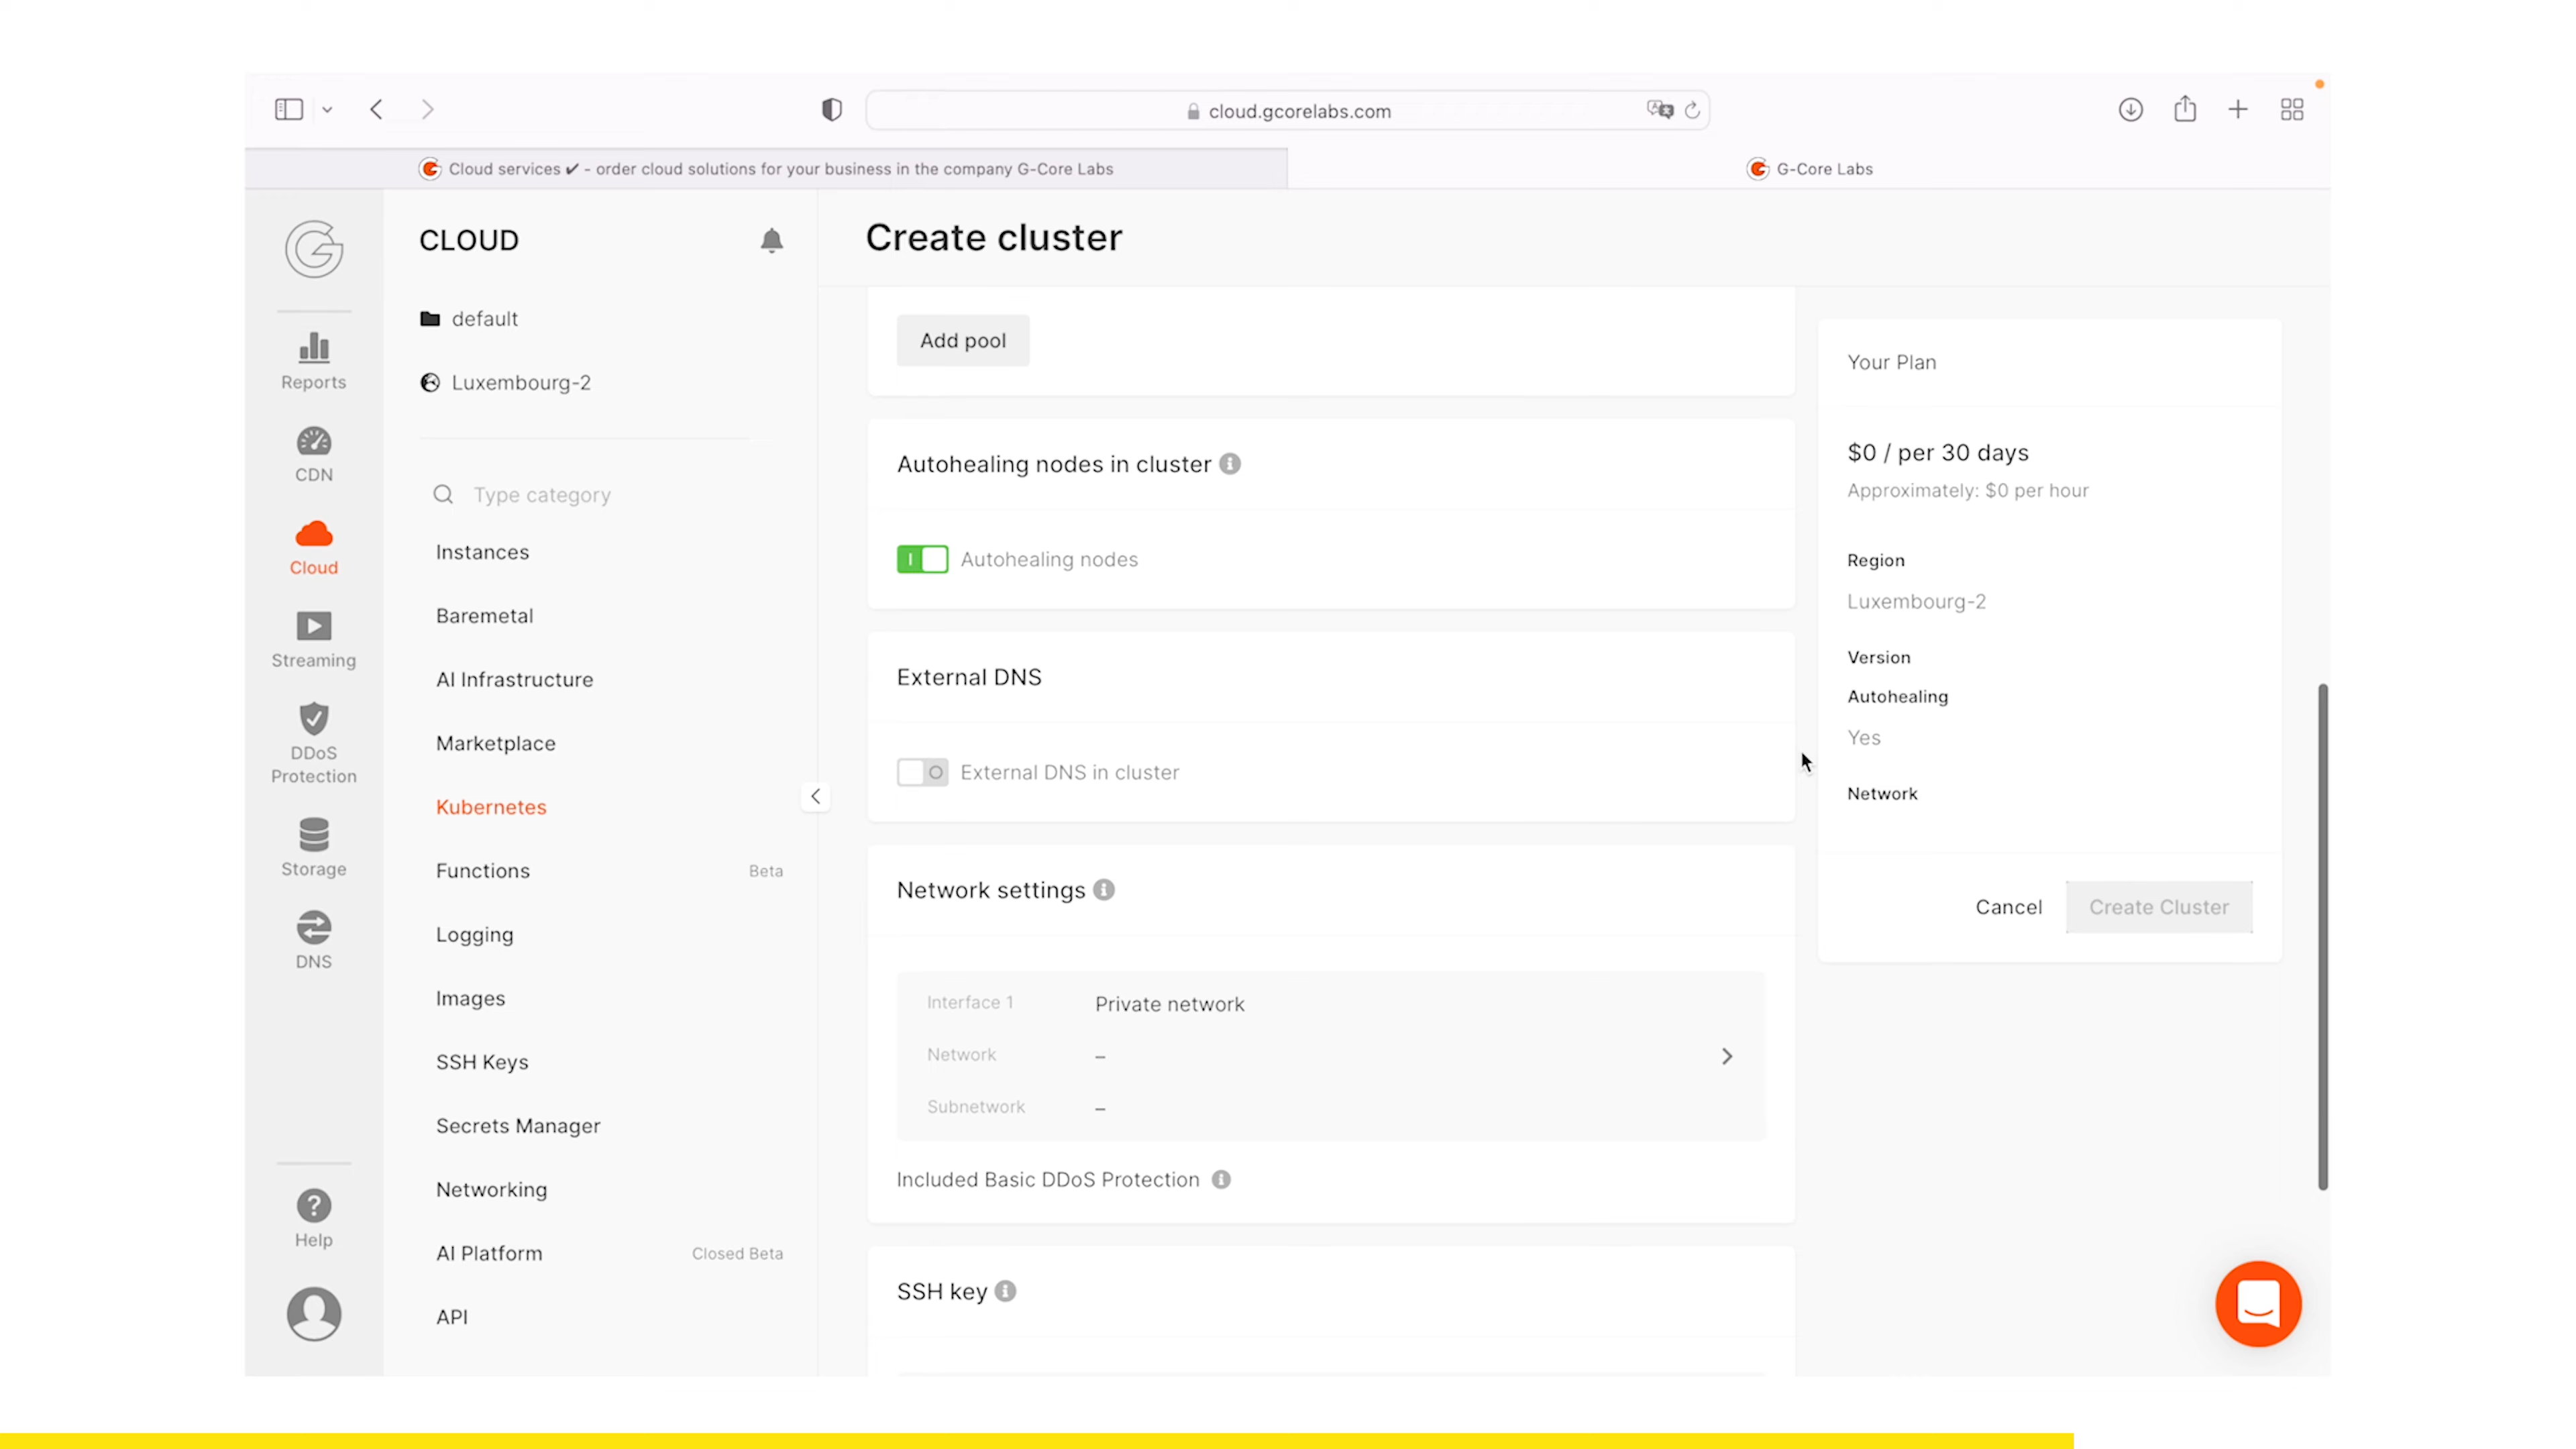 cloud.gcorelabs.com
Cloud services ✔ - order cloud solutions for your business in the company G-Core Labs
G-Core Labs
Reports
CDN
Cloud
Streaming
DDoS
Protection
Storage
DNS
Help
CLOUD
default
Luxembourg-2
Type category
Instances
Baremetal
AI Infrastructure
Marketplace
Kubernetes
Functions Beta
Logging
Images
SSH Keys
Secrets Manager
Networking
AI Platform Closed Beta
API
Create cluster
Add pool
Autohealing nodes in cluster
Autohealing nodes
External DNS
External DNS in cluster
Network settings
Interface 1 Private network
Network –
Subnetwork –
Included Basic DDoS Protection
SSH key
Your Plan
$0 / per 30 days
Approximately: $0 per hour
Region
Luxembourg-2
Version
Autohealing
Yes
Network
Cancel Create Cluster